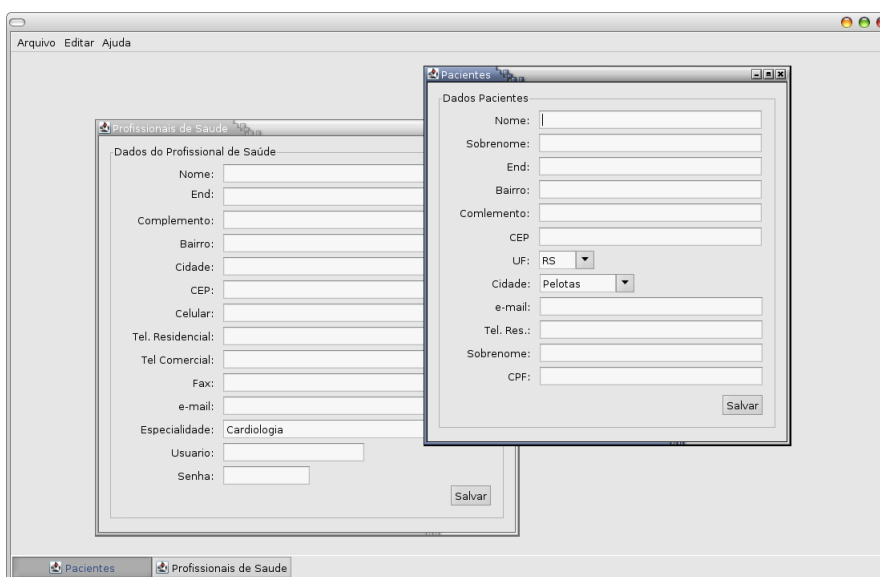 Arquivo Editar Ajuda
Pacientes
Dados Pacientes
Nome:
Sobrenome:
End:
Bairro:
Comlemento:
CEP
UF: RS
Cidade: Pelotas
e-mail:
Tel. Res.:
Sobrenome:
CPF:
Salvar
Profissionais de Saude
Dados do Profissional de Saúde
Nome:
End:
Complemento:
Bairro:
Cidade:
CEP:
Celular:
Tel. Residencial:
Tel Comercial:
Fax:
e-mail:
Especialidade: Cardiologia
Usuario:
Senha:
Salvar
Pacientes Profissionais de Saude